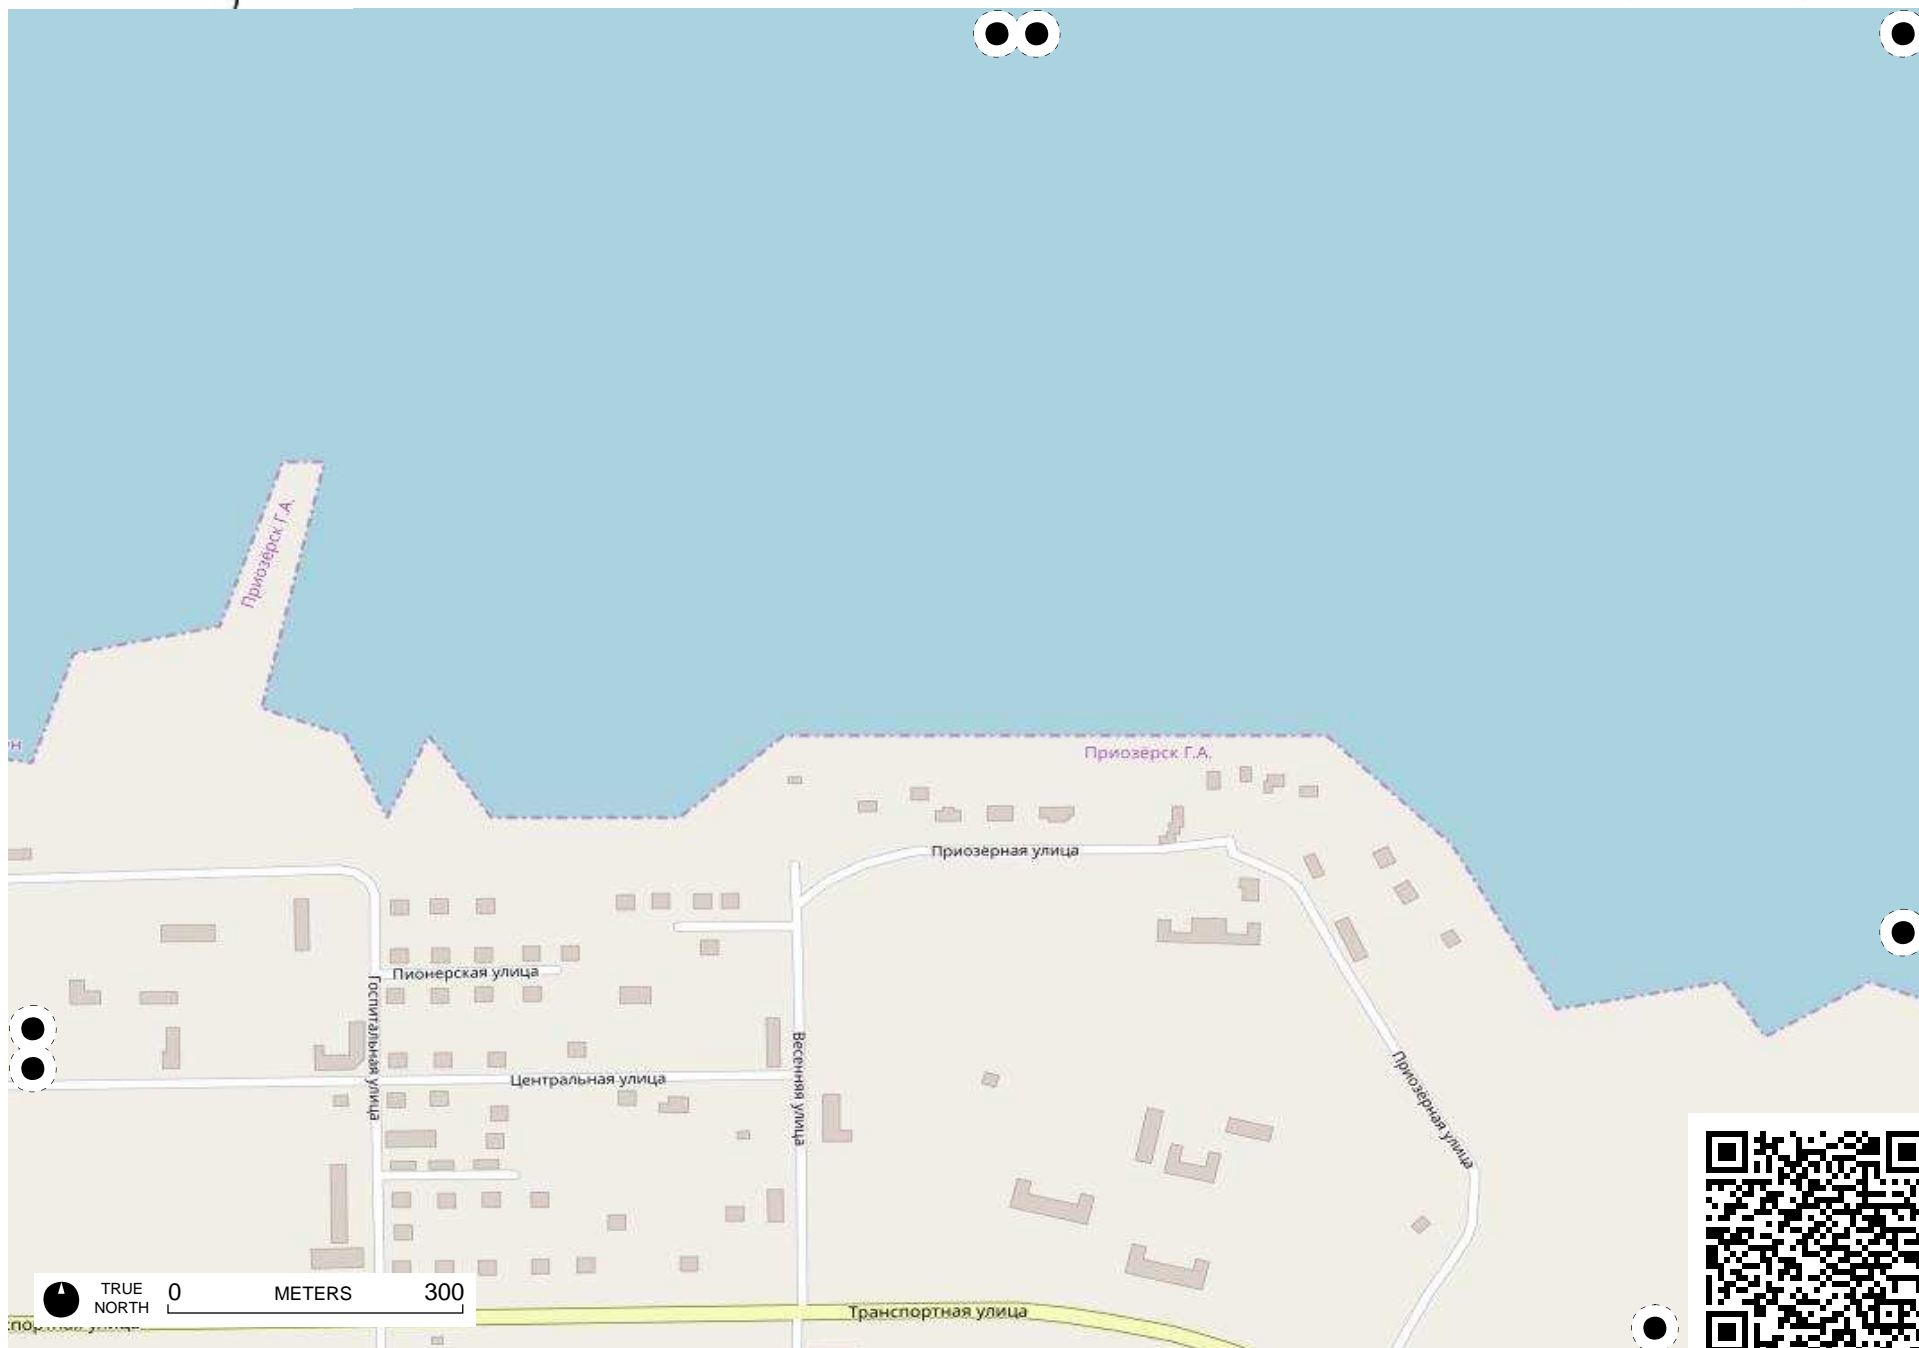 Приозёрск Г.А.
Приозёрск Г.А.
Приозёрная улица
Пионерская улица
Госпитальная улица
Весенняя улица
Центральная улица
Приозёрная улица
TRUE
NORTH
0 METERS 300
Транспортная улица